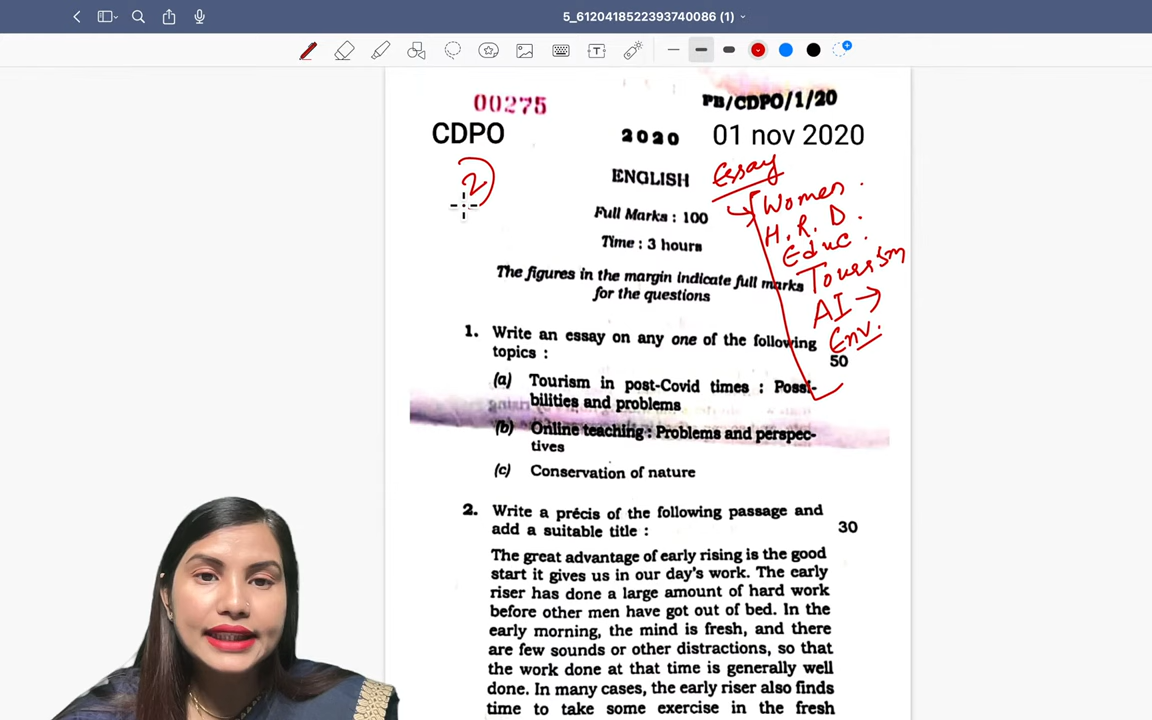 5_6120418522393740086 (1)
00275
PB/CDPO/1/20
CDPO
2020
01 nov 2020
2
ENGLISH
Essay
Women
Full Marks : 100
H. R. D
Time : 3 hours
Educ
Tourism
The figures in the margin indicate full marks
for the questions
AI →
Env.
1. Write an essay on any one of the following
topics :
50
(a) Tourism in post-Covid times : Possi-
bilities and problems
(b) Online teaching : Problems and perspec-
tives
(c) Conservation of nature
2. Write a précis of the following passage and
add a suitable title :
30
The great advantage of early rising is the good
start it gives us in our day's work. The early
riser has done a large amount of hard work
before other men have got out of bed. In the
early morning, the mind is fresh, and there
are few sounds or other distractions, so that
the work done at that time is generally well
done. In many cases, the early riser also finds
time to take some exercise in the fresh